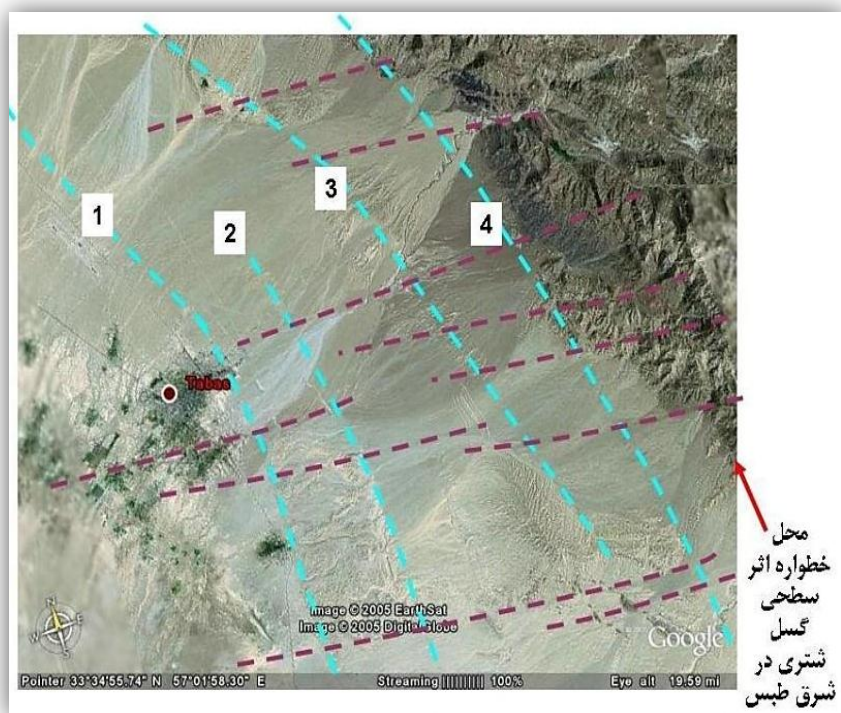 1
2
3
4
Tabas
محل
خطواره اثر
سطحی
گسل
شتری در
شرق طبس
N
W
E
S
Image © 2005 EarthSat
Image © 2005 DigitalGlobe
Google
Pointer 33°34'55.74" N 57°01'58.30" E
Streaming |||||||||| 100%
Eye alt 19.59 mi